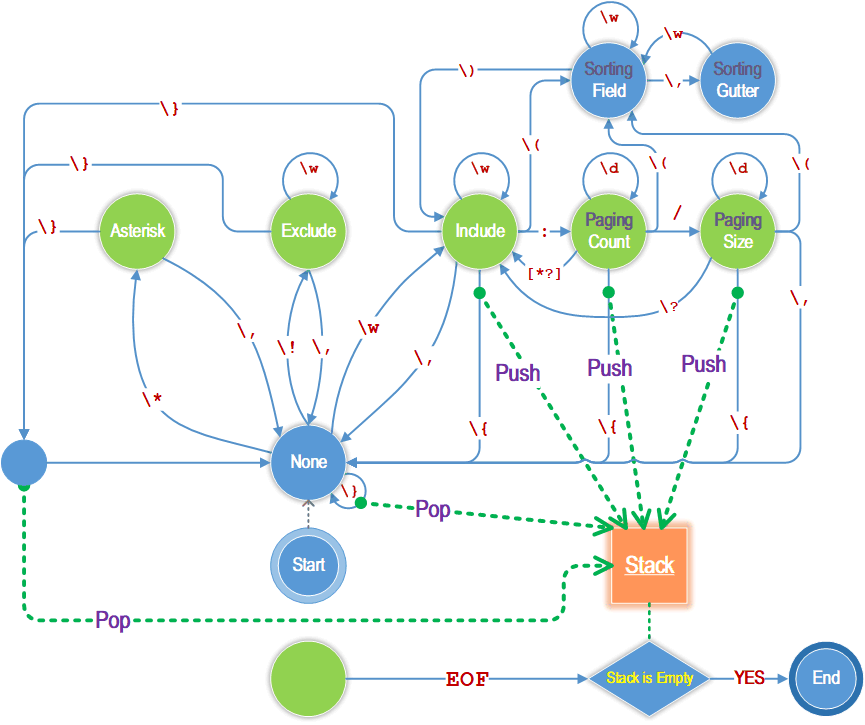 \w
Sorting
Field
\w
Sorting
Gutter
\)
\,
\}
\(
\(
\(
\}
\w
\w
\d
\d
\}
Asterisk
Exclude
Include
:
Paging
Count
/
Paging
Size
[*?]
\?
\,
\,
\!
\,
\w
\,
\*
Push
Push
Push
\{
\{
\{
None
\}
Pop
Start
Stack
Pop
EOF
Stack is Empty
YES
End